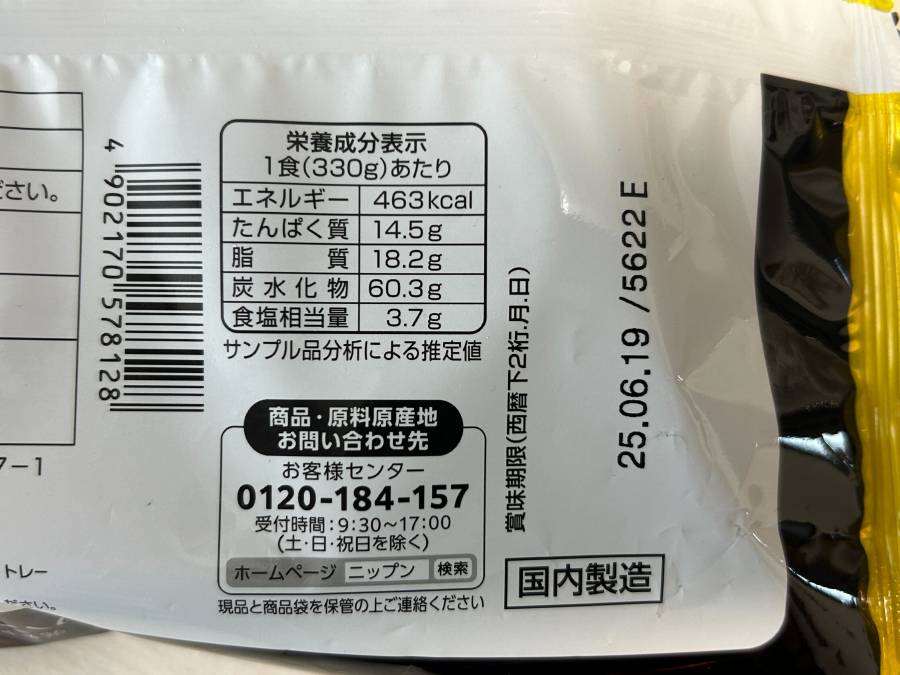 ださい。
7-1
トレー
ださい。
4 902170 578128
栄養成分表示
1食(330g)あたり
エネルギー 463kcal
たんぱく質 14.5g
脂質 18.2g
炭水化物 60.3g
食塩相当量 3.7g
サンプル品分析による推定値
商品・原料原産地
お問い合わせ先
お客様センター
0120-184-157
受付時間:9:30~17:00
(土・日・祝日を除く)
ホームページ ニップン 検索
現品と商品袋を保管の上ご連絡ください
賞味期限(西暦下2桁.月.日)
25.06.19 /5622 E
国内製造